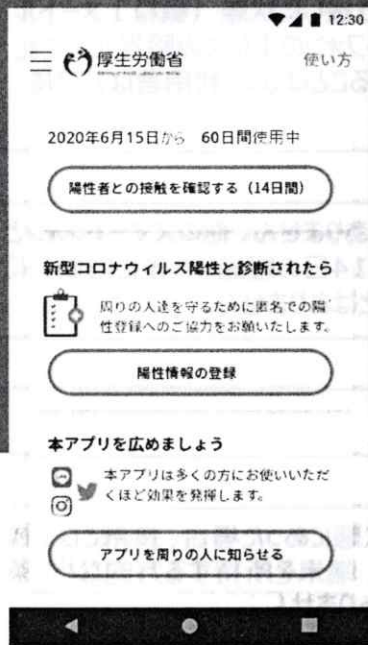 12:30
厚生労働省
使い方
2020年6月15日から 60日間使用中
陽性者との接触を確認する（14日間）
新型コロナウィルス陽性と診断されたら
周りの人達を守るために匿名での陽
性登録へのご協力をお願いいたします。
陽性情報の登録
本アプリを広めましょう
本アプリは多くの方にお使いいただ
くほど効果を発揮します。
アプリを周りの人に知らせる